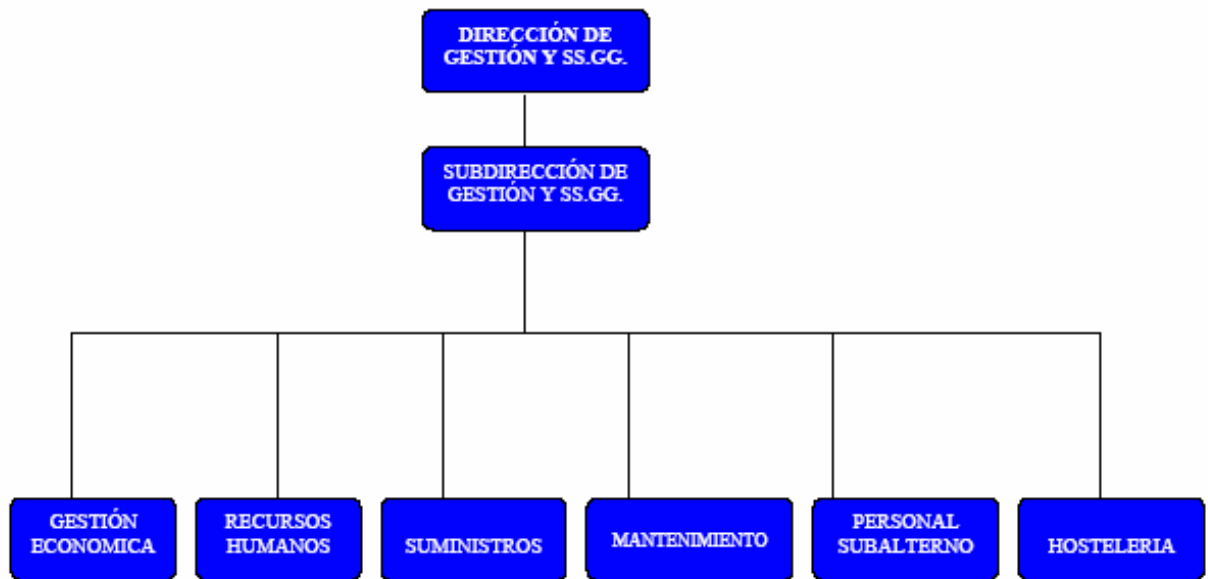 DIRECCIÓN DE
GESTIÓN Y SS.GG.
SUBDIRECCIÓN DE
GESTIÓN Y SS.GG.
GESTIÓN
ECONOMICA
RECURSOS
HUMANOS
SUMINISTROS
MANTENIMIENTO
PERSONAL
SUBALTERNO
HOSTELERIA